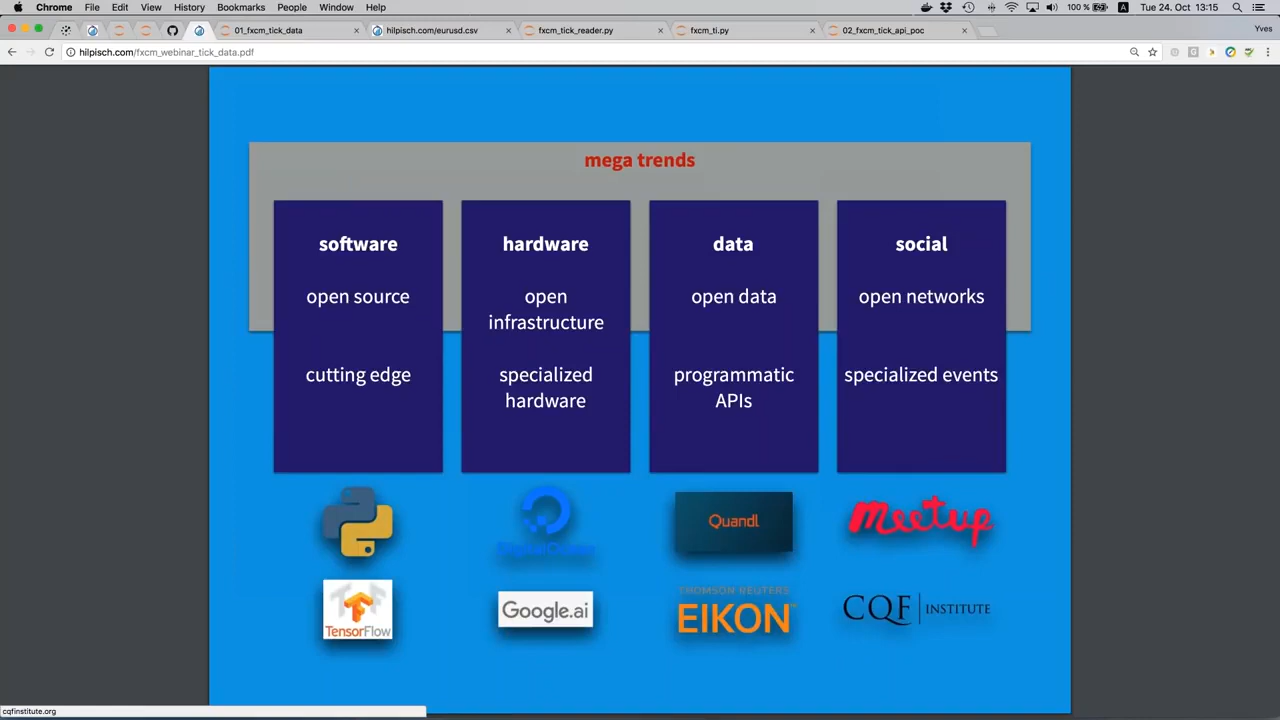 Chrome File Edit View History Bookmarks People Window Help
100 % Tue 24. Oct 13:15
01_fxcm_tick_data
hilpisch.com/eurusd.csv
fxcm_tick_reader.py
fxcm_ti.py
02_fxcm_tick_api_poc
Yves
hilpisch.com/fxcm_webinar_tick_data.pdf
mega trends
software
open source
cutting edge
hardware
open
infrastructure
specialized
hardware
data
open data
programmatic
APIs
social
open networks
specialized events
DigitalOcean
Quandl
Meetup
TensorFlow
Google.ai
THOMSON REUTERS
EIKON
CQF INSTITUTE
cqfinstitute.org